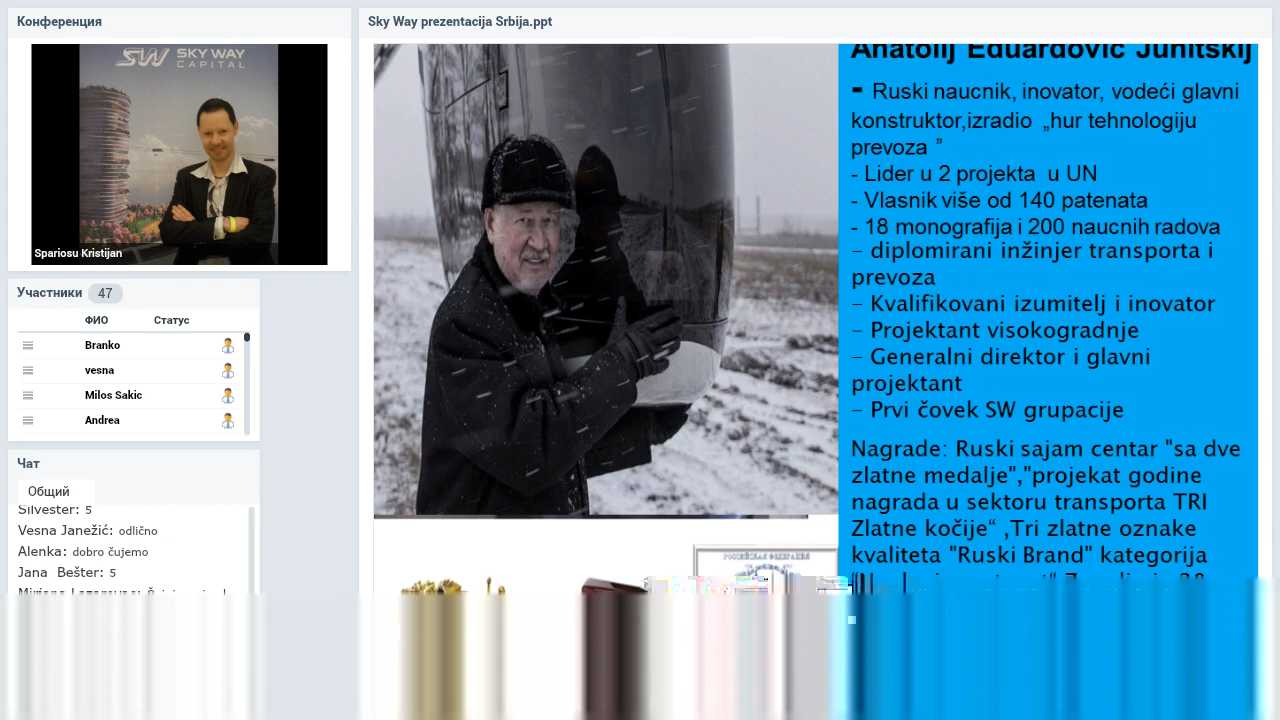 Конференция
SKY WAY
CAPITAL
Spariosu Kristijan
Участники 47
ФИО Статус
Branko
vesna
Milos Sakic
Andrea
Чат
Общий
Silvester: 5
Vesna Janežić: odlično
Alenka: dobro čujemo
Jana Bešter: 5
Sky Way prezentacija Srbija.ppt
Anatolij Eduardovic Junitskij
- Ruski naucnik, inovator, vodeći glavni
konstruktor,izradio „hur tehnologiju
prevoza ”
- Lider u 2 projekta u UN
- Vlasnik više od 140 patenata
- 18 monografija i 200 naucnih radova
– diplomirani inžinjer transporta i
prevoza
– Kvalifikovani izumitelj i inovator
– Projektant visokogradnje
– Generalni direktor i glavni
projektant
– Prvi čovek SW grupacije
Nagrade: Ruski sajam centar "sa dve
zlatne medalje","projekat godine
nagrada u sektoru transporta TRI
Zlatne kočije“ ,Tri zlatne oznake
kvaliteta "Ruski Brand" kategorija
РОССИЙСКАЯ ФЕДЕРАЦИЯ